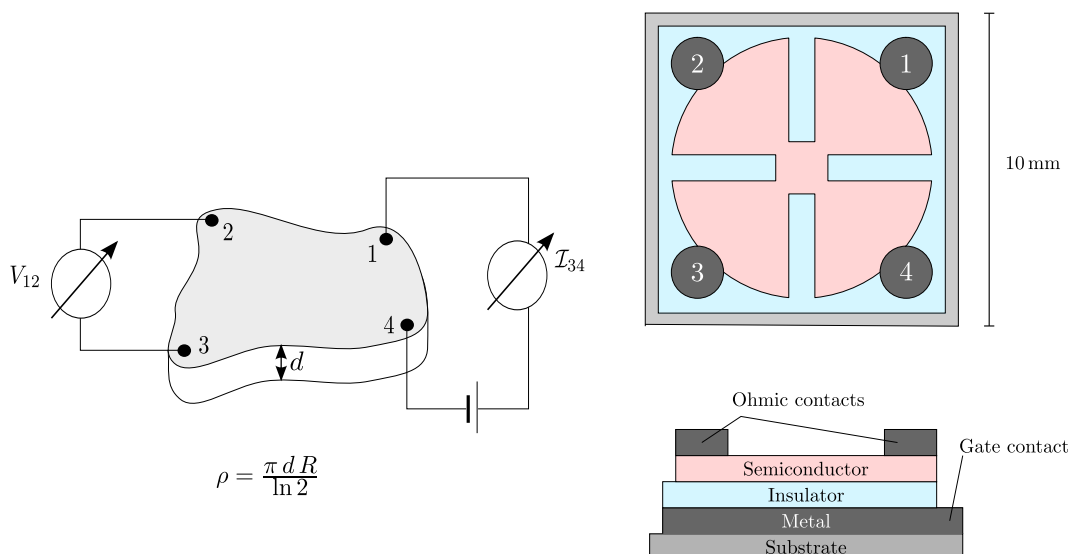 2
1
V₁₂
𝓘₃₄
4
3
d
ρ = π d R / ln 2
2
1
10 mm
3
4
Ohmic contacts
Gate contact
Semiconductor
Insulator
Metal
Substrate